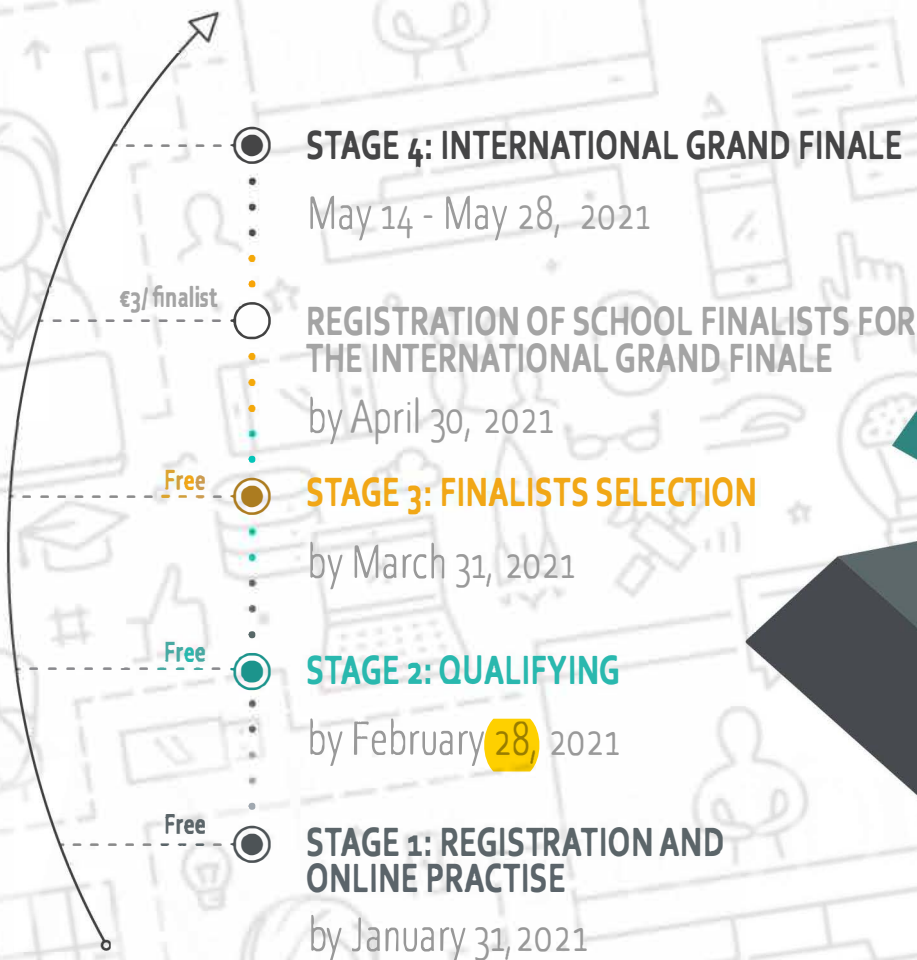 STAGE 4: INTERNATIONAL GRAND FINALE
May 14 - May 28, 2021
€3/ finalist
REGISTRATION OF SCHOOL FINALISTS FOR
THE INTERNATIONAL GRAND FINALE
by April 30, 2021
Free
STAGE 3: FINALISTS SELECTION
by March 31, 2021
Free
STAGE 2: QUALIFYING
by February 28, 2021
Free
STAGE 1: REGISTRATION AND
ONLINE PRACTISE
by January 31, 2021